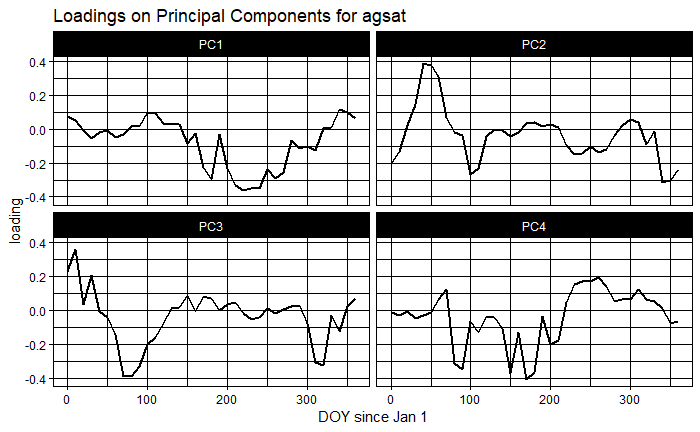 Loadings on Principal Components for agsat
PC1
PC2
0.4
0.2
0.0
-0.2
-0.4
loading
PC3
PC4
0.4
0.2
0.0
-0.2
-0.4
0
100
200
300
0
100
200
300
DOY since Jan 1